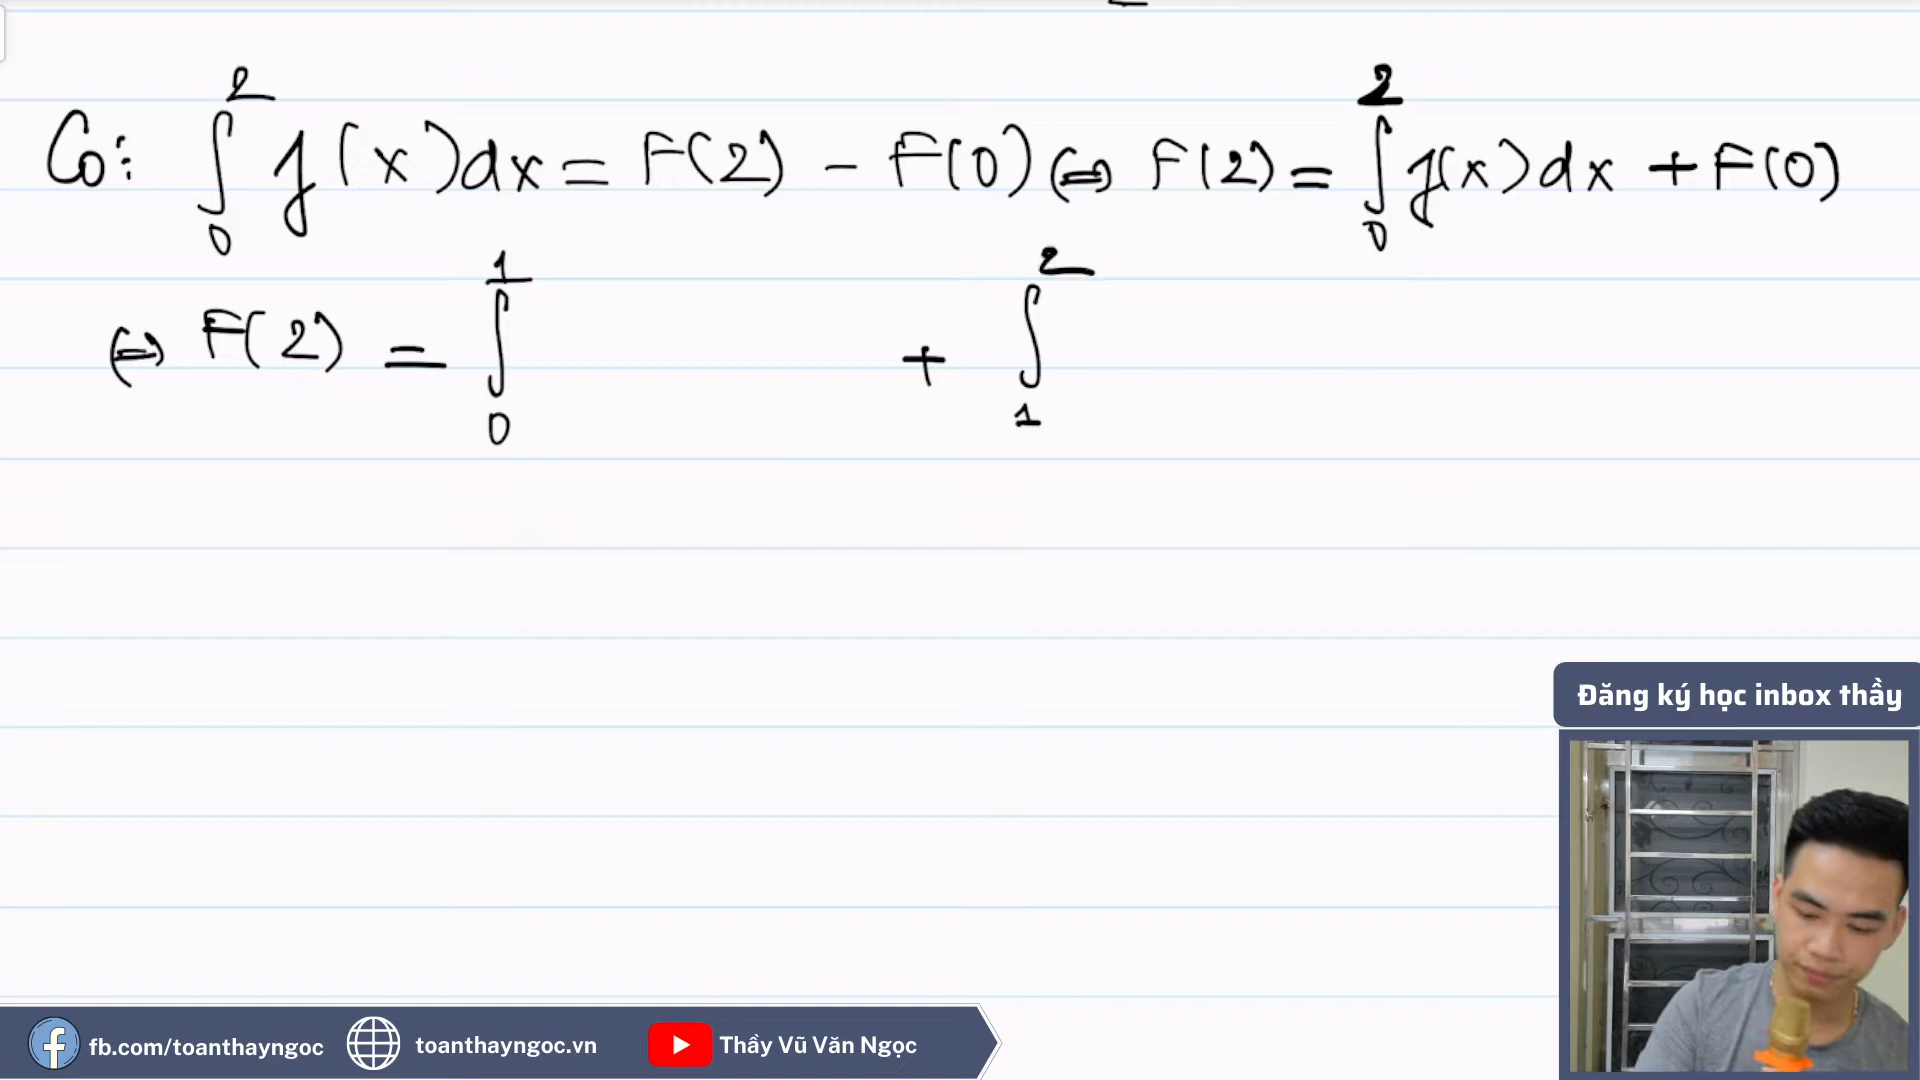 Có: ∫₀² f(x)dx = F(2) - F(0) ⇔ F(2) = ∫₀² f(x)dx + F(0)
⇔ F(2) = ∫₀¹ + ∫₁²
Đăng ký học inbox thầy
fb.com/toanthayngoc toanthayngoc.vn Thầy Vũ Văn Ngọc